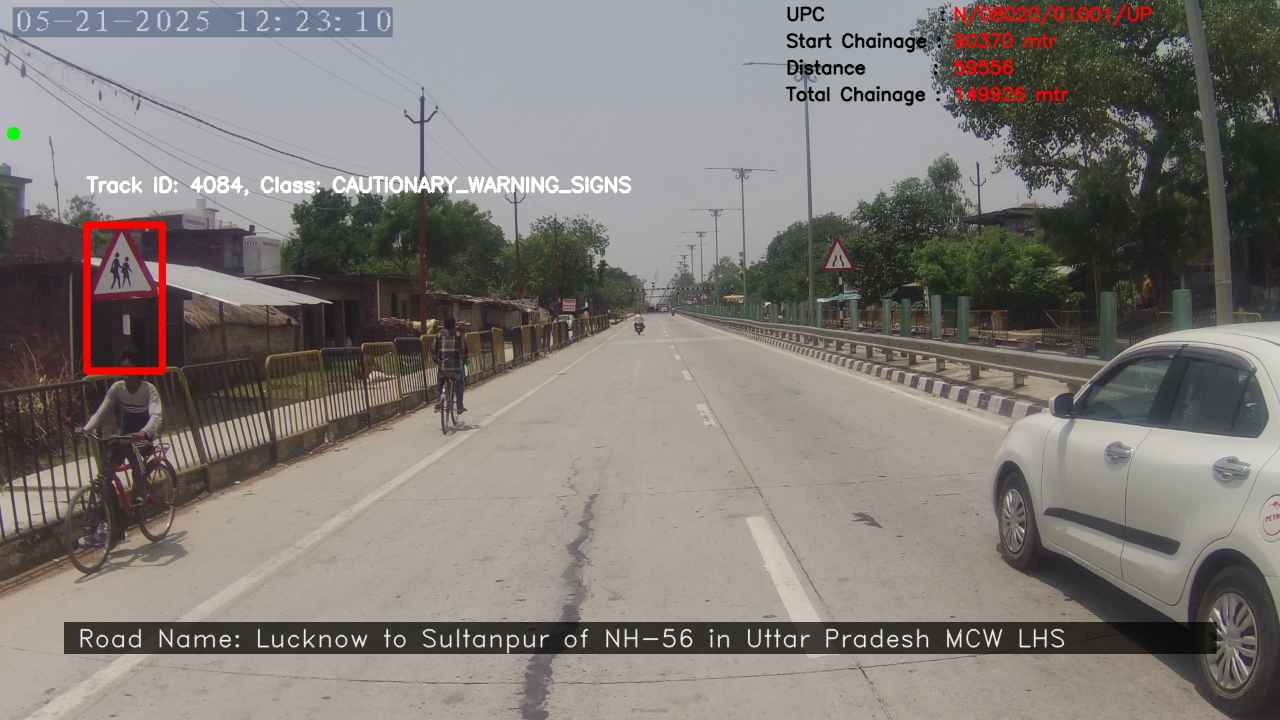 05-21-2025 12:23:10
UPC : N/08020/01001/UP
Start Chainage : 90370 mtr
Distance : 59556
Total Chainage : 149926 mtr
Track ID: 4084, Class: CAUTIONARY_WARNING_SIGNS
Road Name: Lucknow to Sultanpur of NH-56 in Uttar Pradesh MCW LHS